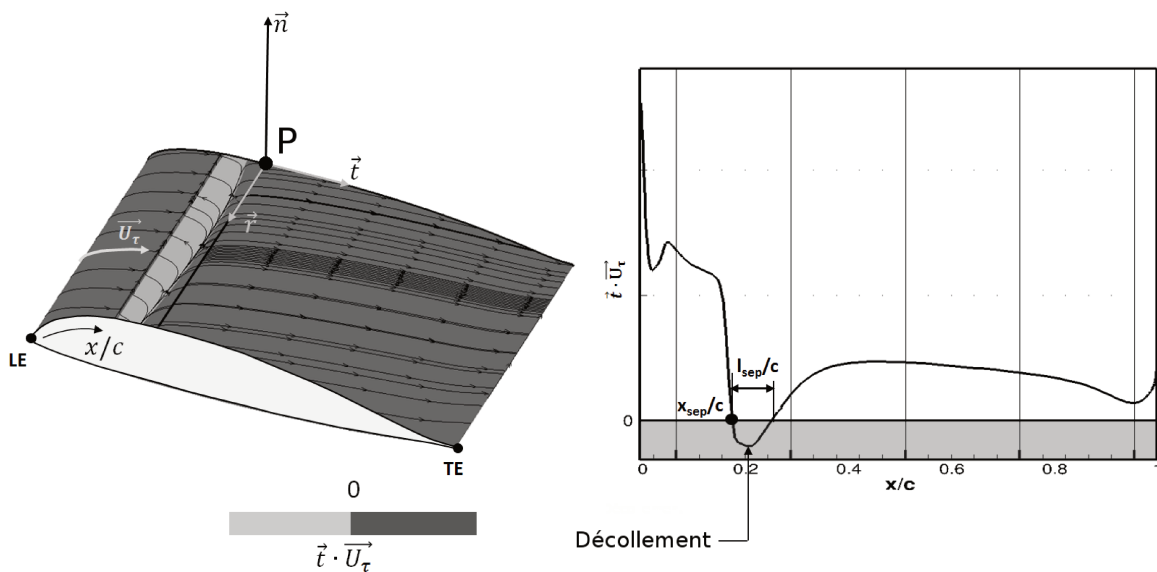 n⃗
P
t⃗
r⃗
U_τ⃗
x/c
LE
TE
0
t⃗ · U_τ⃗
t⃗ · U_τ⃗
l_sep/c
x_sep/c
0
0 0.2 0.4 0.6 0.8 1
x/c
Décollement